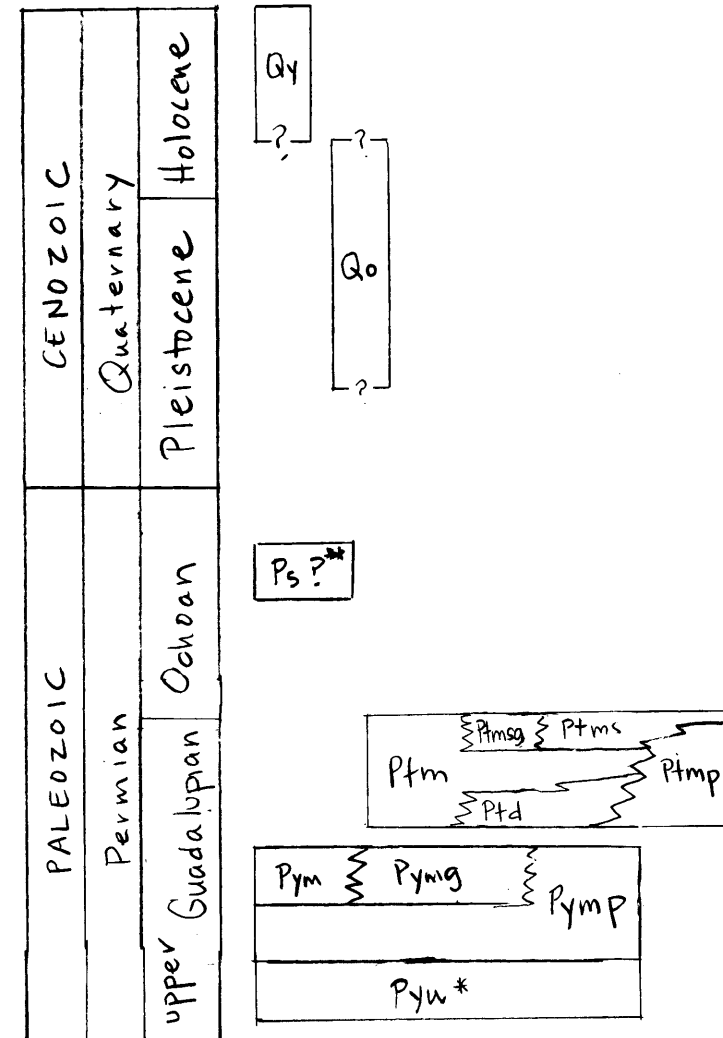 CENOZOIC
Quaternary
Holocene
Pleistocene
Qy
?
?
Qo
?
PALEOZOIC
Permian
Ochoan
upper Guadalupian
Ps ?**
Ptm
Ptmsg
Ptms
Ptmp
Ptd
Pym
Pymg
Pymp
Pyu *